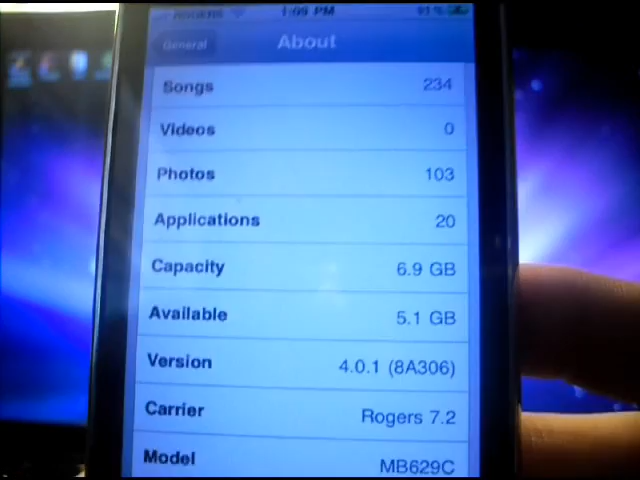 1:09 PM
General
About
Songs 234
Videos 0
Photos 103
Applications 20
Capacity 6.9 GB
Available 5.1 GB
Version 4.0.1 (8A306)
Carrier Rogers 7.2
Model MB629C